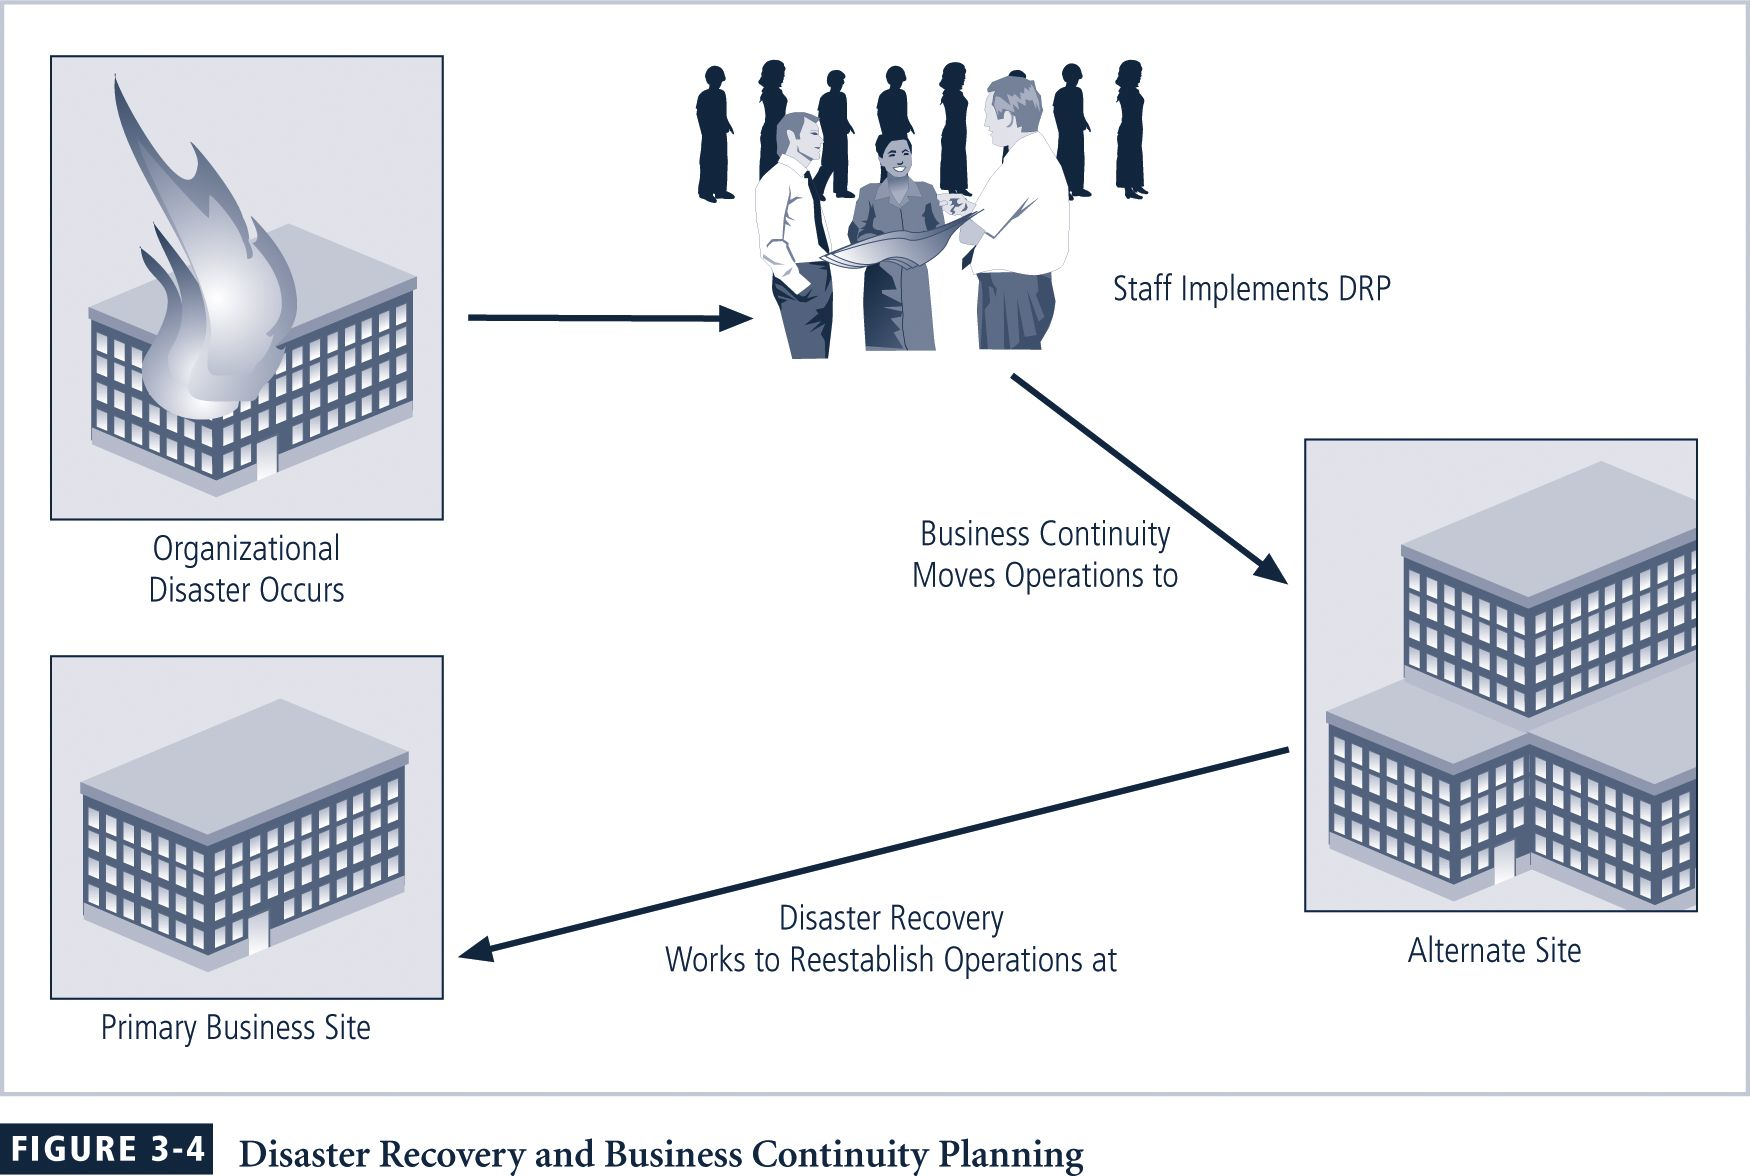 Staff Implements DRP
Organizational
Disaster Occurs
Business Continuity
Moves Operations to
Disaster Recovery
Works to Reestablish Operations at
Alternate Site
Primary Business Site
FIGURE 3-4 Disaster Recovery and Business Continuity Planning